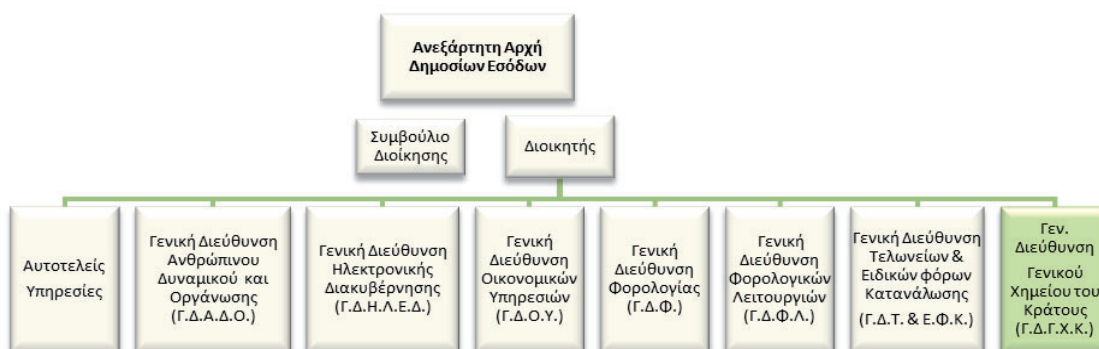 Ανεξάρτητη Αρχή
Δημοσίων Εσόδων
Συμβούλιο
Διοίκησης
Διοικητής
Αυτοτελείς
Υπηρεσίες
Γενική Διεύθυνση
Ανθρώπινου
Δυναμικού και
Οργάνωσης
(Γ.Δ.Α.Δ.Ο.)
Γενική Διεύθυνση
Ηλεκτρονικής
Διακυβέρνησης
(Γ.Δ.Η.Λ.Ε.Δ.)
Γενική
Διεύθυνση
Οικονομικών
Υπηρεσιών
(Γ.Δ.Ο.Υ.)
Γενική
Διεύθυνση
Φορολογίας
(Γ.Δ.Φ.)
Γενική
Διεύθυνση
Φορολογικών
Λειτουργιών
(Γ.Δ.Φ.Λ.)
Γενική Διεύθυνση
Τελωνείων &
Ειδικών φόρων
Κατανάλωσης
(Γ.Δ.Τ. & Ε.Φ.Κ.)
Γεν.
Διεύθυνση
Γενικού
Χημείου του
Κράτους
(Γ.Δ.Γ.Χ.Κ.)